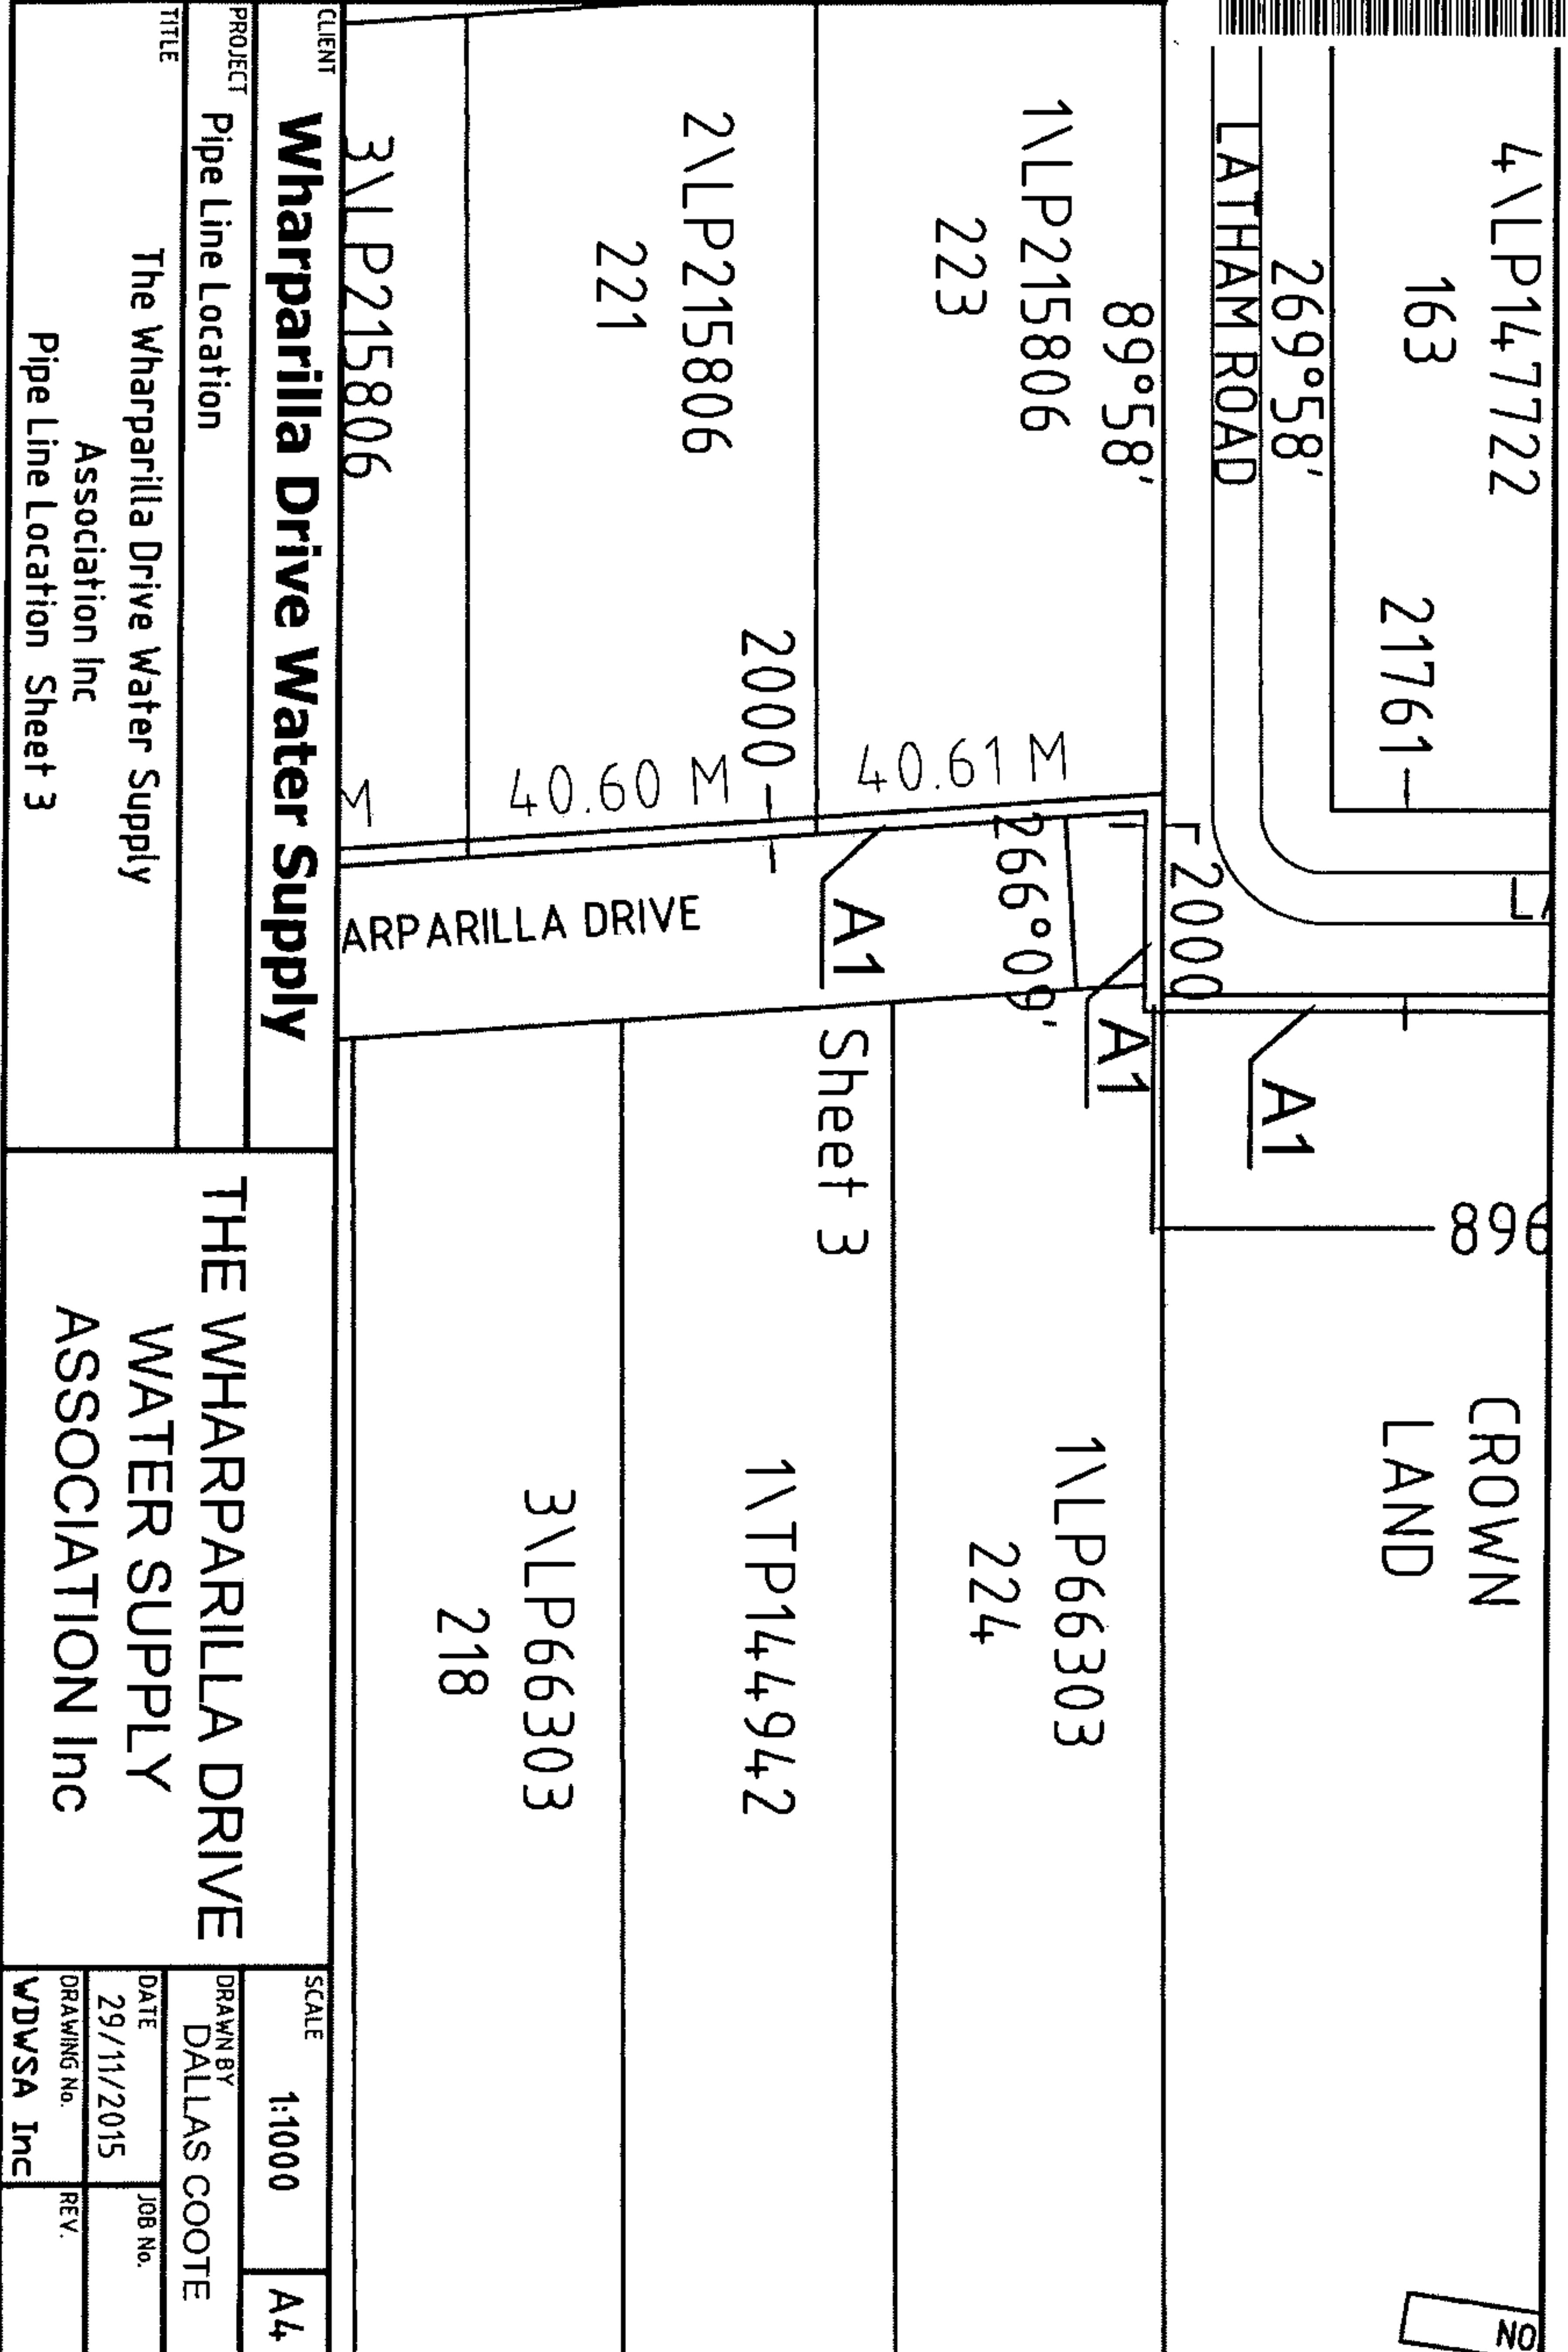 4\LP147722
163
21761
269°58'
LATHAM ROAD
2000
A1
CROWN
LAND
89°58'
1\LP215806
223
40.61 M
266°09'
A1
1\LP66303
224
2\LP215806
221
2000
40.60 M
A1
Sheet 3
1\TP144942
ARPARILLA DRIVE
3\LP66303
218
3\LP215806
M
CLIENT
Wharparilla Drive Water Supply
PROJECT
Pipe Line Location
TITLE
The Wharparilla Drive Water Supply
Association Inc
Pipe Line Location Sheet 3
THE WHARPARILLA DRIVE
WATER SUPPLY
ASSOCIATION Inc
SCALE
1:1000
A4
DRAWN BY
DALLAS COOTE
DATE
29/11/2015
JOB No.
DRAWING No.
WDWSA Inc
REV.
NO